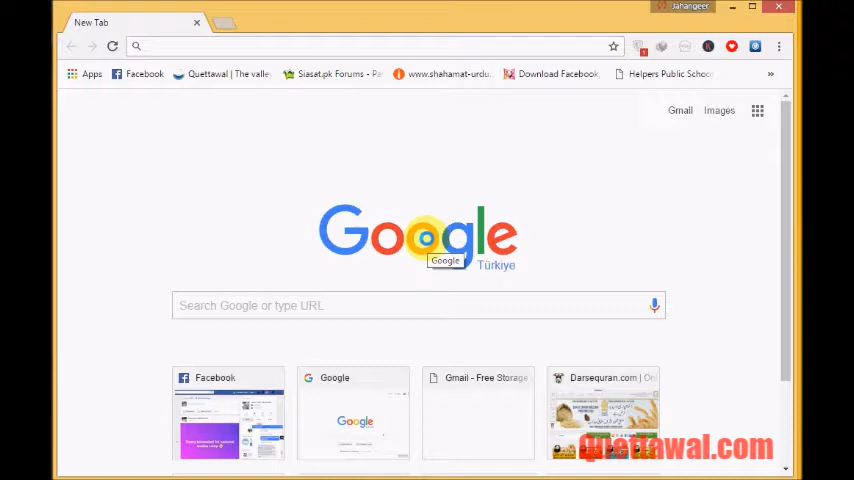 Jahangeer
New Tab
1
Apps
Facebook
Quettawal | The valley
Siasat.pk Forums - Pa
www.shahamat-urdu.
Download Facebook,
Helpers Public Schoo
»
Gmail
Images
Google
Türkiye
Google
Search Google or type URL
Facebook
Google
Gmail - Free Storage
Darsequran.com | On
Google
Quettawal.com